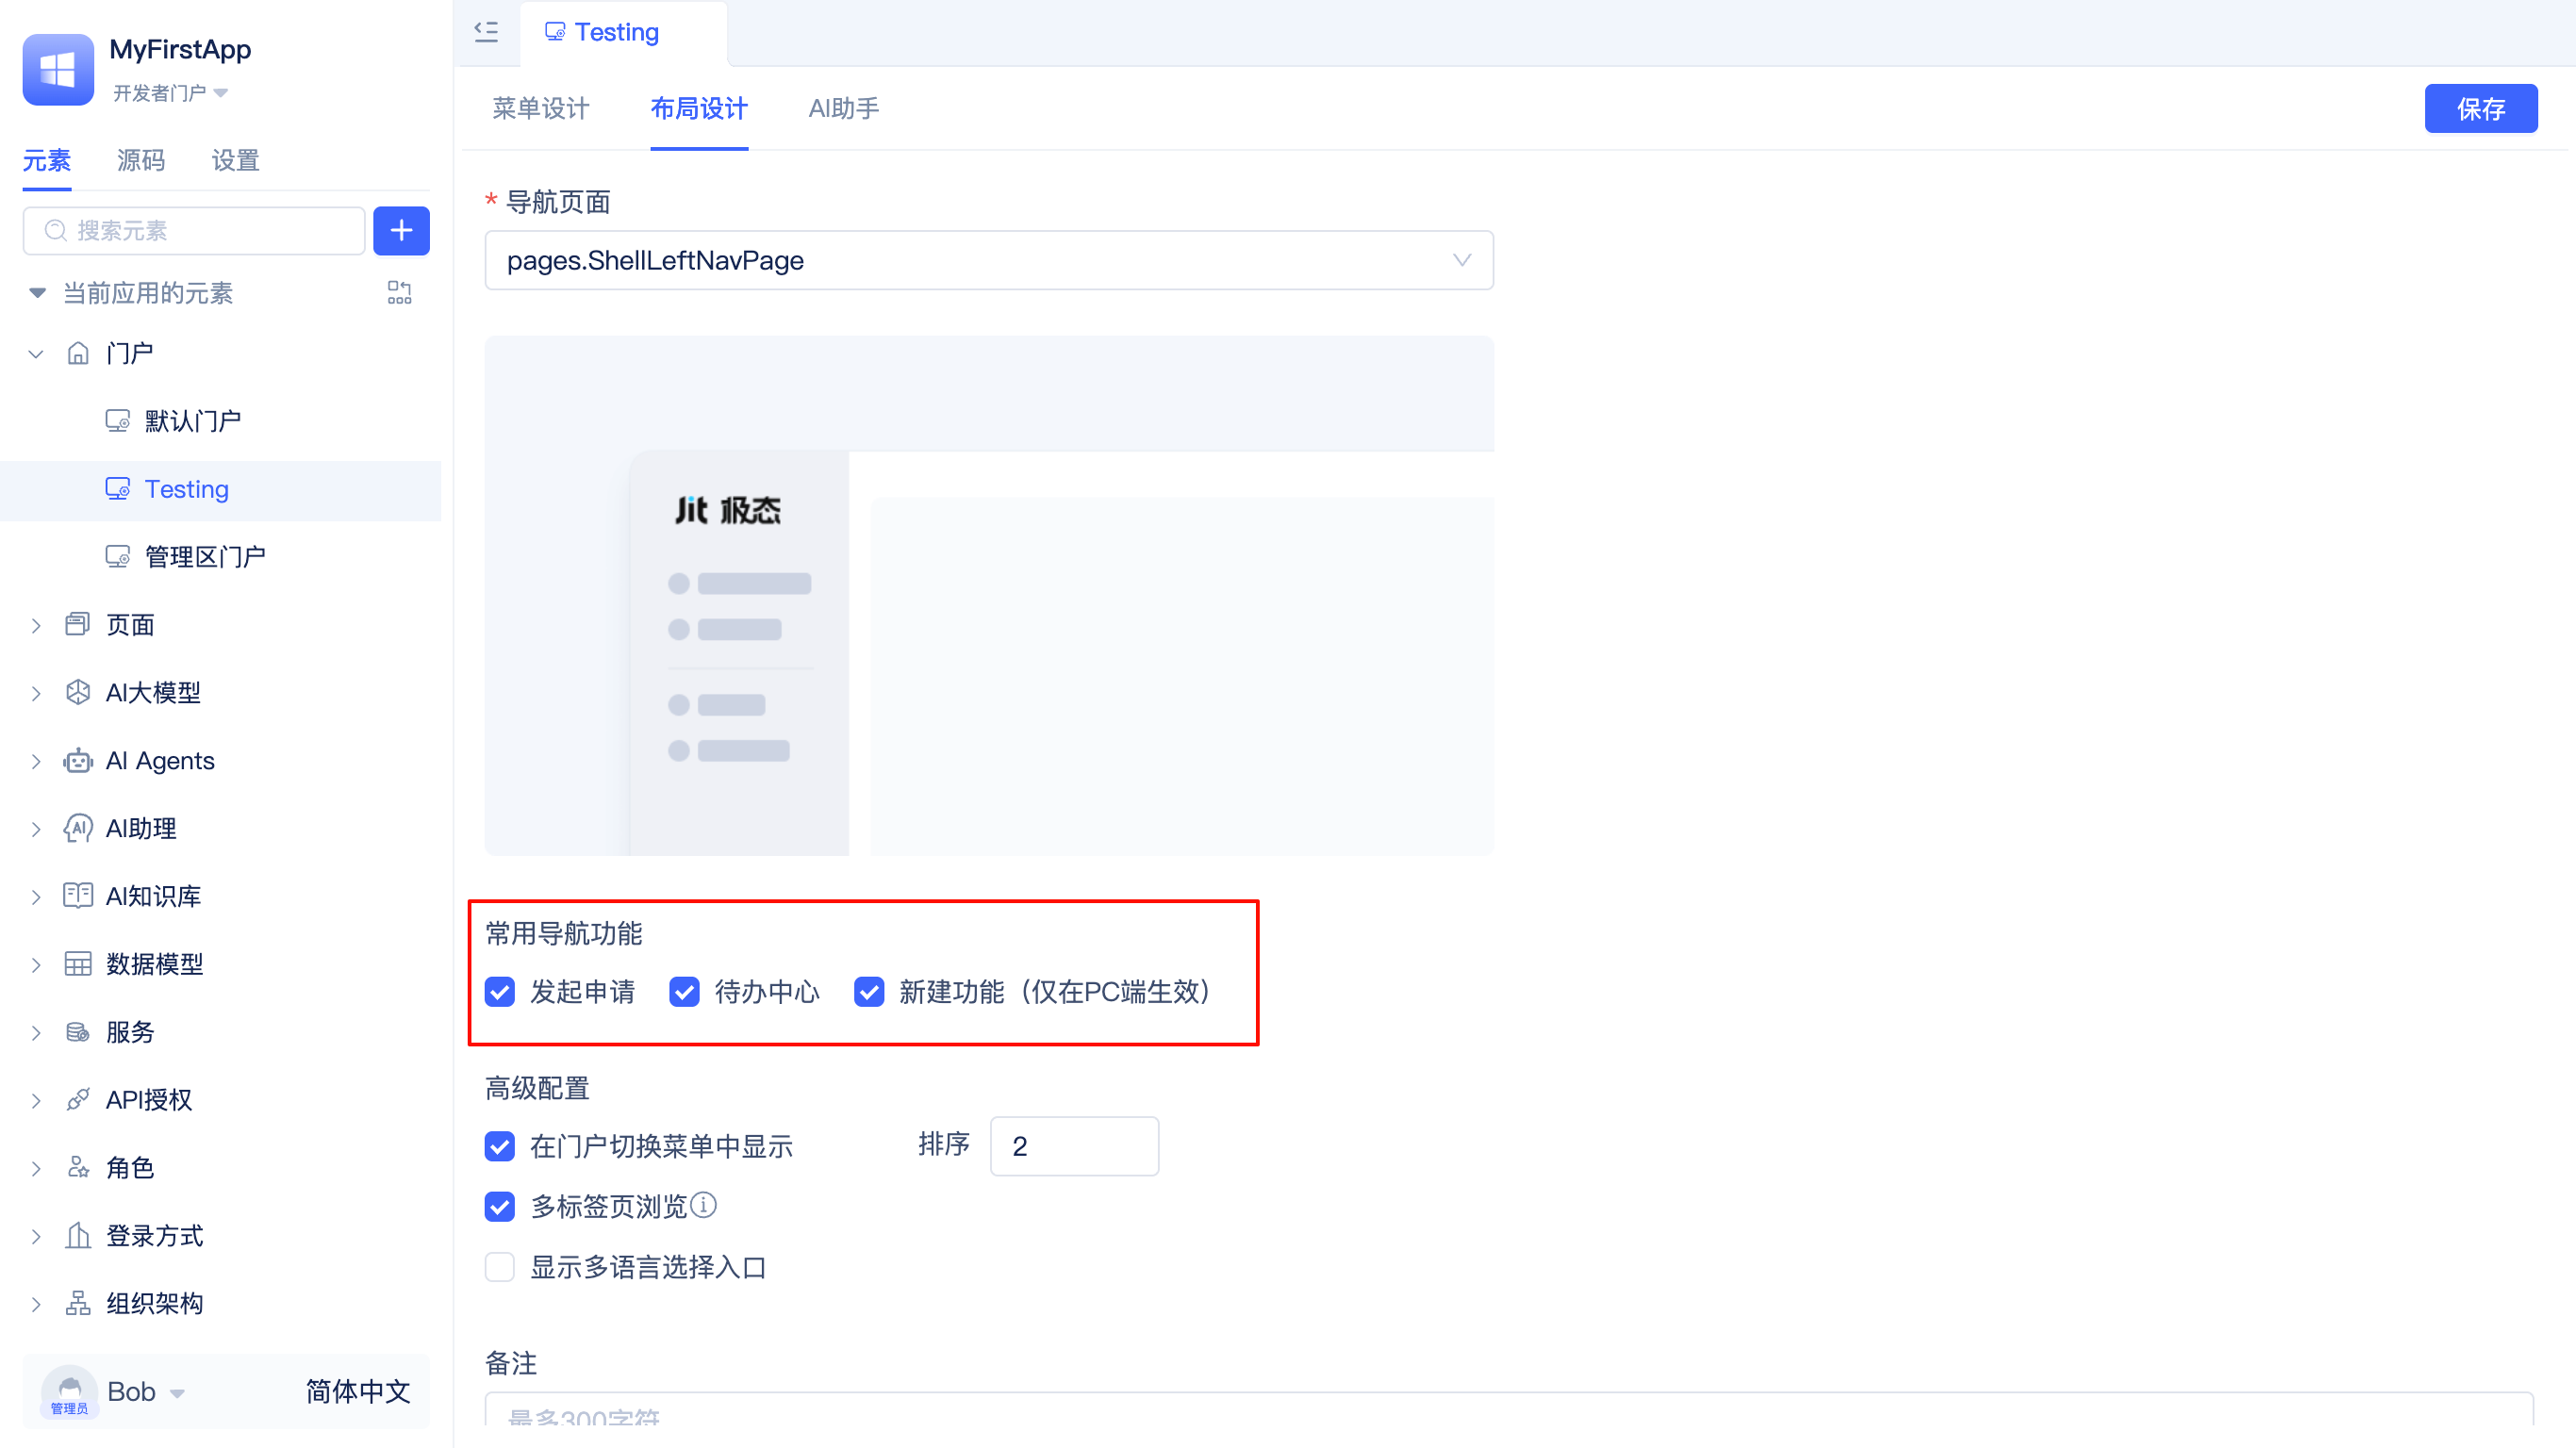 MyFirstApp
开发者门户
元素 源码 设置
搜索元素
当前应用的元素
门户
默认门户
Testing
管理区门户
页面
AI大模型
AI Agents
AI助理
AI知识库
数据模型
服务
API授权
角色
登录方式
组织架构
管理员 Bob 简体中文
Testing
菜单设计 布局设计 AI助手 保存
* 导航页面
pages.ShellLeftNavPage
Jit 极态
常用导航功能
发起申请 待办中心 新建功能（仅在PC端生效）
高级配置
在门户切换菜单中显示 排序 2
多标签页浏览
显示多语言选择入口
备注
最多300字符